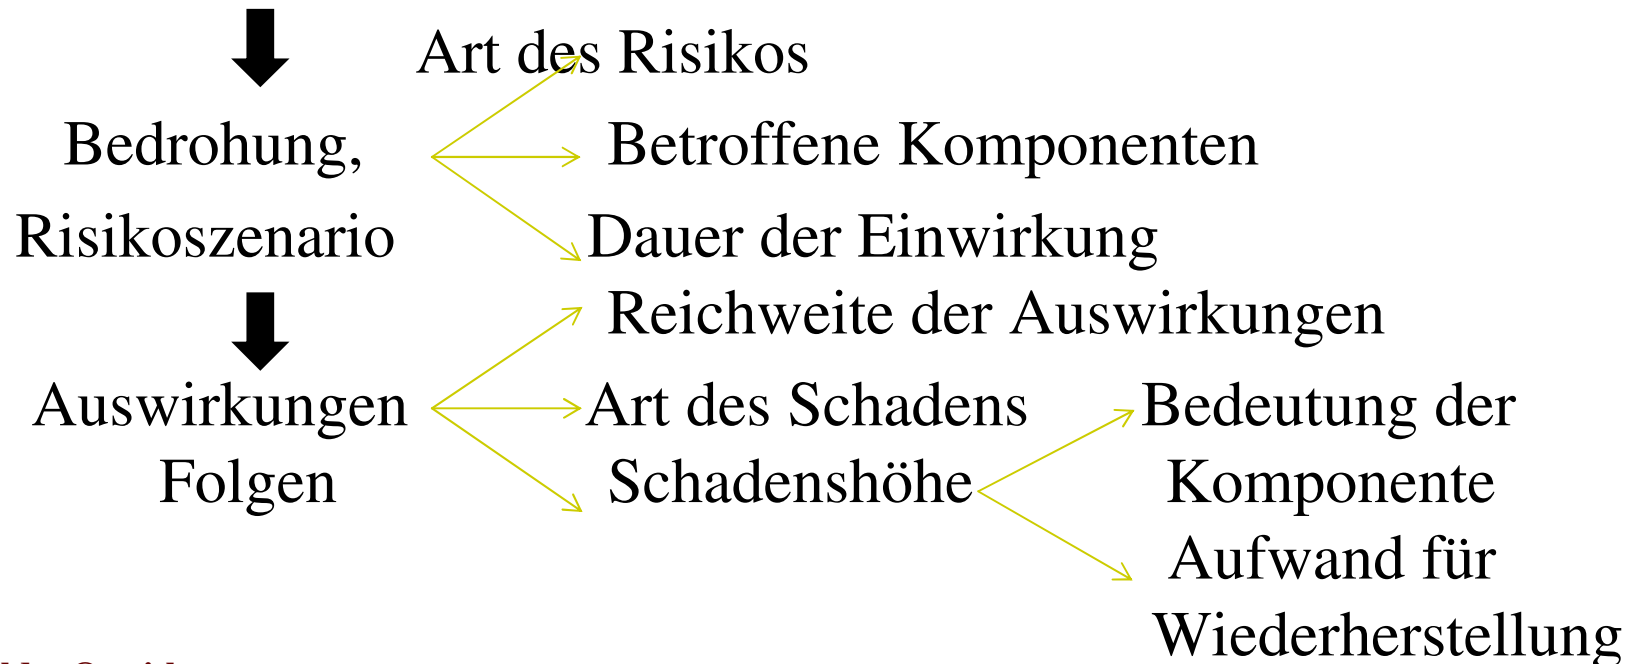 Art des Risikos
Bedrohung,
Betroffene Komponenten
Risikoszenario
Dauer der Einwirkung
Reichweite der Auswirkungen
Auswirkungen
Art des Schadens
Bedeutung der
Folgen
Schadenshöhe
Komponente
Aufwand für
Wiederherstellung